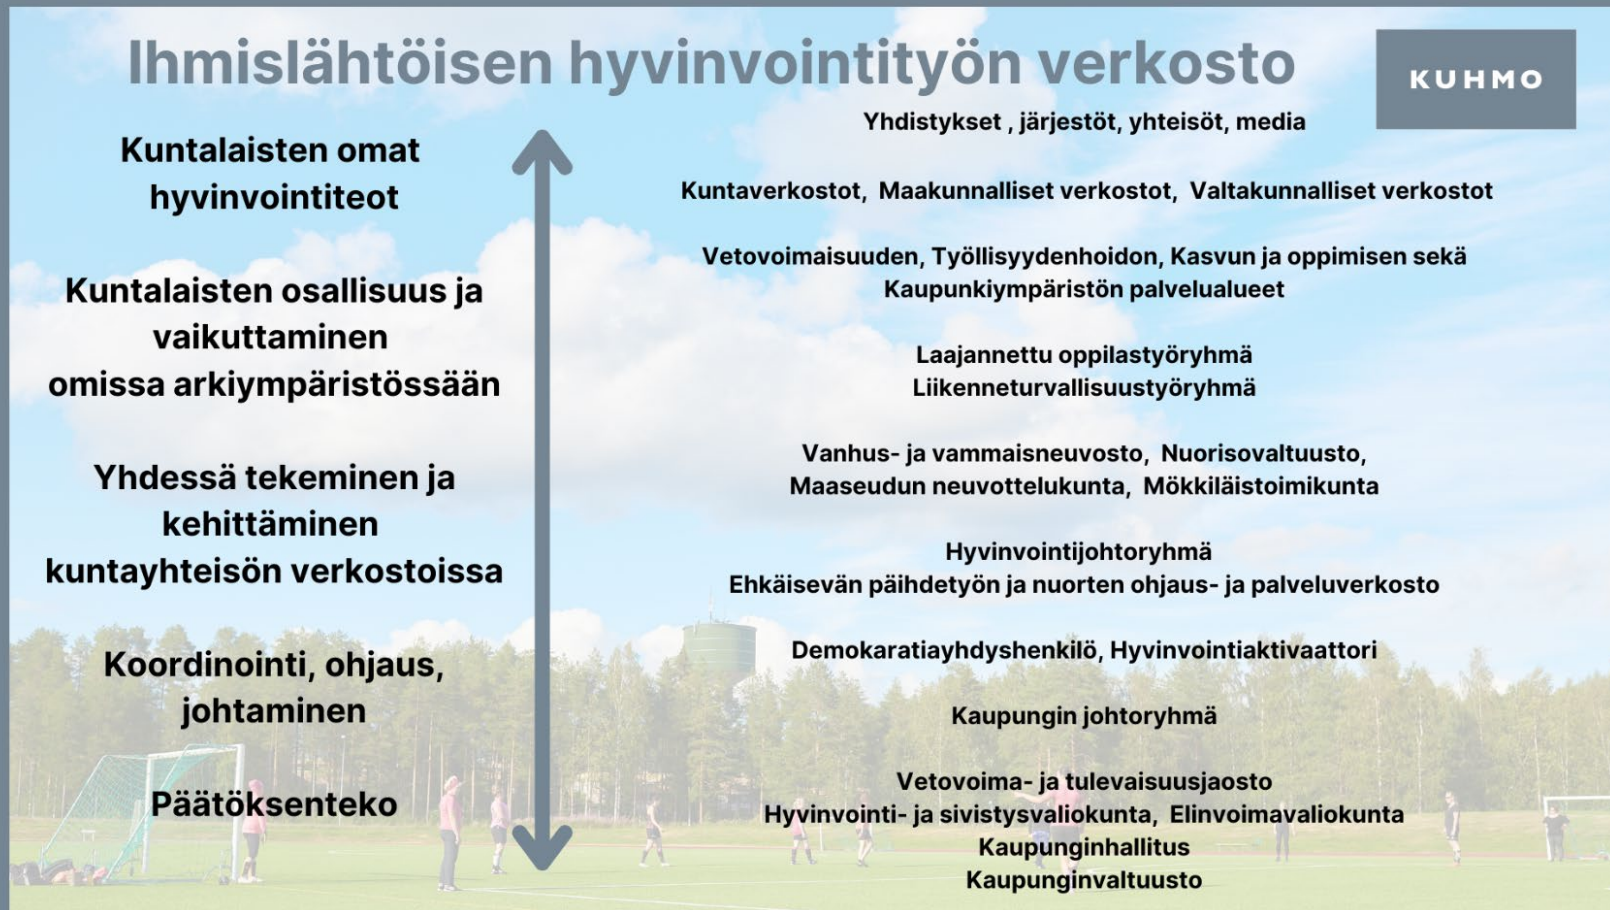 Ihmislähtöisen hyvinvointityön verkosto
KUHMO
Kuntalaisten omat
hyvinvointiteot
Kuntalaisten osallisuus ja
vaikuttaminen
omissa arkiympäristössään
Yhdessä tekeminen ja
kehittäminen
kuntayhteisön verkostoissa
Koordinointi, ohjaus,
johtaminen
Päätöksenteko
Yhdistykset , järjestöt, yhteisöt, media
Kuntaverkostot, Maakunnalliset verkostot, Valtakunnalliset verkostot
Vetovoimaisuuden, Työllisyydenhoidon, Kasvun ja oppimisen sekä
Kaupunkiympäristön palvelualueet
Laajannettu oppilastyöryhmä
Liikenneturvallisuustyöryhmä
Vanhus- ja vammaisneuvosto, Nuorisovaltuusto,
Maaseudun neuvottelukunta, Mökkiläistoimikunta
Hyvinvointijohtoryhmä
Ehkäisevän päihdetyön ja nuorten ohjaus- ja palveluverkosto
Demokaratiayhdyshenkilö, Hyvinvointiaktivaattori
Kaupungin johtoryhmä
Vetovoima- ja tulevaisuusjaosto
Hyvinvointi- ja sivistysvaliokunta, Elinvoimavaliokunta
Kaupunginhallitus
Kaupunginvaltuusto